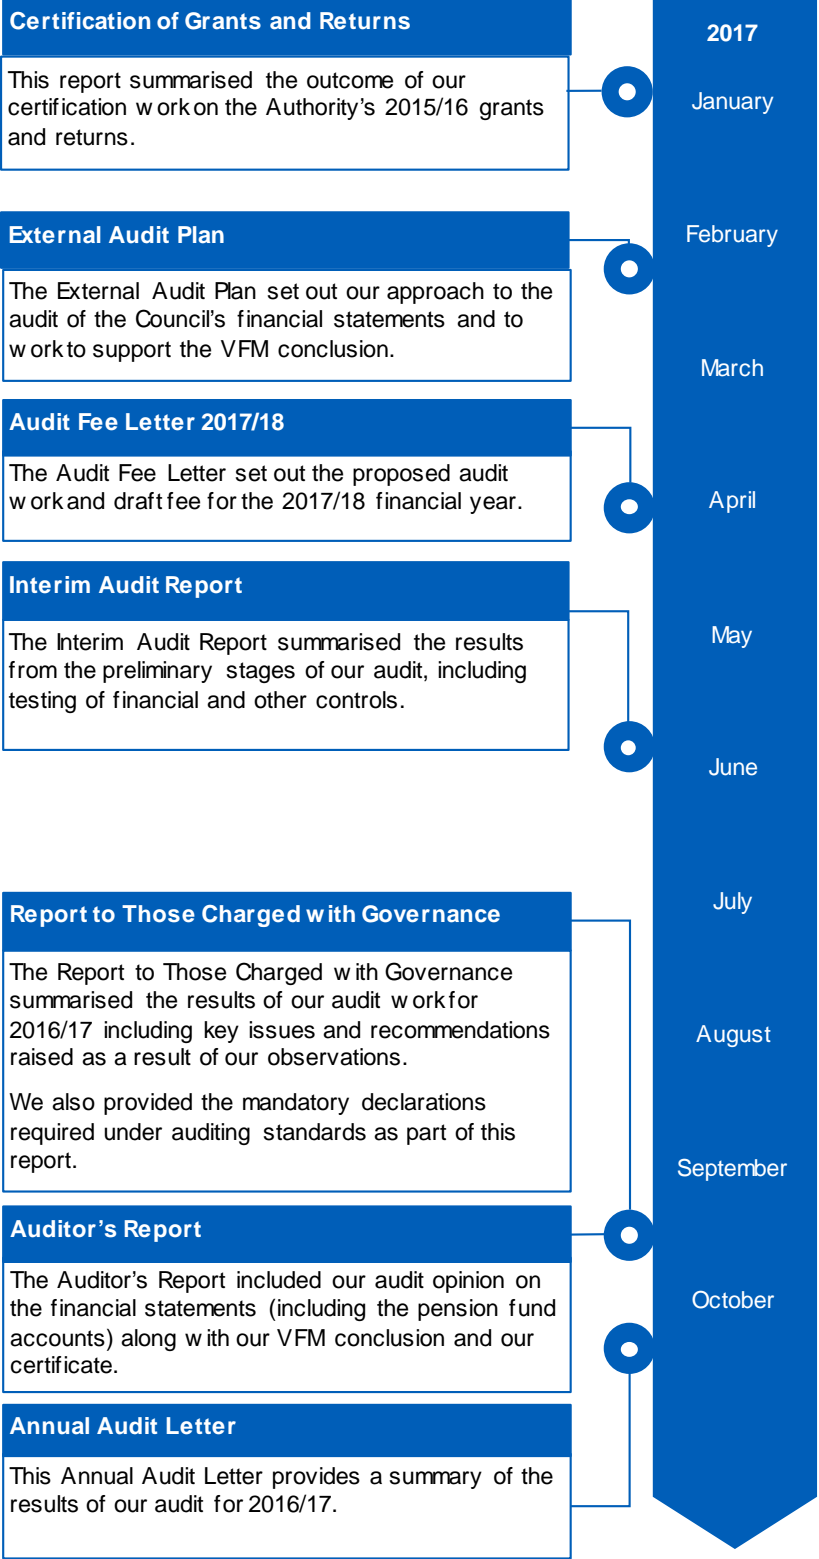 Certification of Grants and Returns
This report summarised the outcome of our
certification work on the Authority's 2015/16 grants
and returns.
External Audit Plan
The External Audit Plan set out our approach to the
audit of the Council's financial statements and to
work to support the VFM conclusion.
Audit Fee Letter 2017/18
The Audit Fee Letter set out the proposed audit
work and draft fee for the 2017/18 financial year.
Interim Audit Report
The Interim Audit Report summarised the results
from the preliminary stages of our audit, including
testing of financial and other controls.
Report to Those Charged with Governance
The Report to Those Charged with Governance
summarised the results of our audit work for
2016/17 including key issues and recommendations
raised as a result of our observations.
We also provided the mandatory declarations
required under auditing standards as part of this
report.
Auditor's Report
The Auditor's Report included our audit opinion on
the financial statements (including the pension fund
accounts) along with our VFM conclusion and our
certificate.
Annual Audit Letter
This Annual Audit Letter provides a summary of the
results of our audit for 2016/17.
2017
January
February
March
April
May
June
July
August
September
October